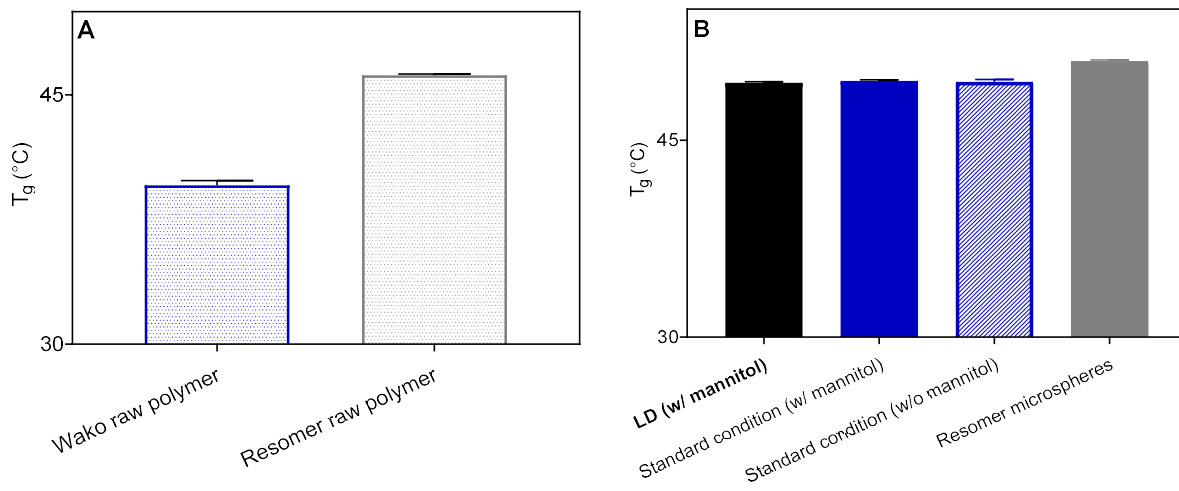 A
45
30
Tg (°C)
Wako raw polymer
Resomer raw polymer
B
45
30
Tg (°C)
LD (w/ mannitol)
Standard condition (w/ mannitol)
Standard condition (w/o mannitol)
Resomer microspheres